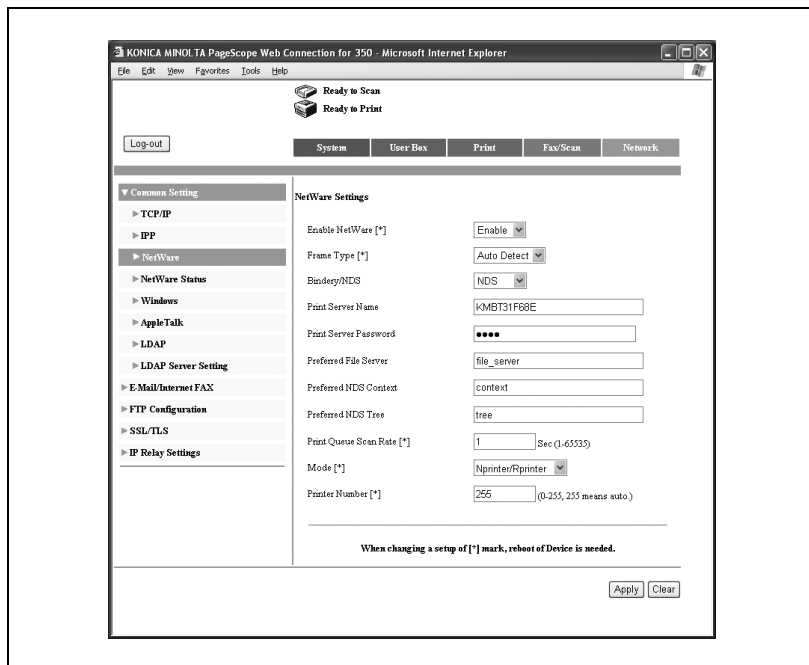 KONICA MINOLTA PageScope Web Connection for 350 - Microsoft Internet Explorer
File Edit View Favorites Tools Help
Ready to Scan
Ready to Print
Log-out
System User Box Print Fax/Scan Network
▼ Common Setting
▶ TCP/IP
▶ IPP
▶ NetWare
▶ NetWare Status
▶ Windows
▶ AppleTalk
▶ LDAP
▶ LDAP Server Setting
▶ E-Mail/Internet FAX
▶ FTP Configuration
▶ SSL/TLS
▶ IP Relay Settings
NetWare Settings
Enable NetWare [*] Enable
Frame Type [*] Auto Detect
Bindery/NDS NDS
Print Server Name KMBT31F68E
Print Server Password ●●●●
Preferred File Server file_server
Preferred NDS Context context
Preferred NDS Tree tree
Print Queue Scan Rate [*] 1 Sec (1-65535)
Mode [*] Nprinter/Rprinter
Printer Number [*] 255 (0-255, 255 means auto.)
When changing a setup of [*] mark, reboot of Device is needed.
Apply Clear